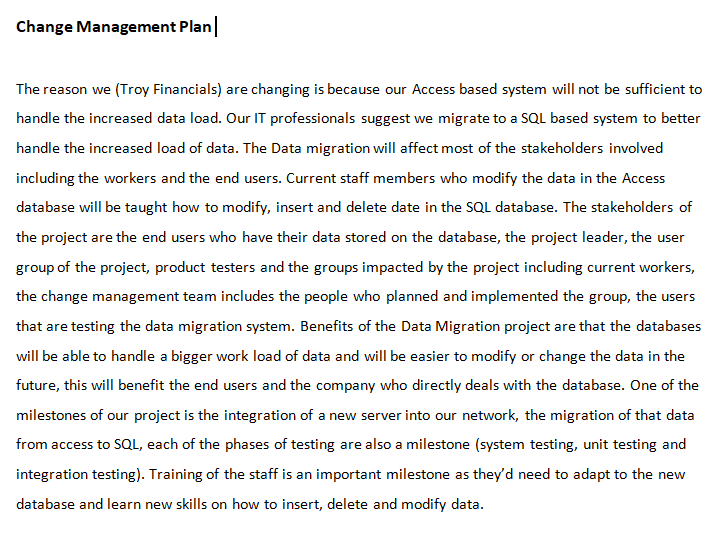 Change Management Plan
The reason we (Troy Financials) are changing is because our Access based system will not be sufficient to
handle the increased data load. Our IT professionals suggest we migrate to a SQL based system to better
handle the increased load of data. The Data migration will affect most of the stakeholders involved
including the workers and the end users. Current staff members who modify the data in the Access
database will be taught how to modify, insert and delete date in the SQL database. The stakeholders of
the project are the end users who have their data stored on the database, the project leader, the user
group of the project, product testers and the groups impacted by the project including current workers,
the change management team includes the people who planned and implemented the group, the users
that are testing the data migration system. Benefits of the Data Migration project are that the databases
will be able to handle a bigger work load of data and will be easier to modify or change the data in the
future, this will benefit the end users and the company who directly deals with the database. One of the
milestones of our project is the integration of a new server into our network, the migration of that data
from access to SQL, each of the phases of testing are also a milestone (system testing, unit testing and
integration testing). Training of the staff is an important milestone as they’d need to adapt to the new
database and learn new skills on how to insert, delete and modify data.